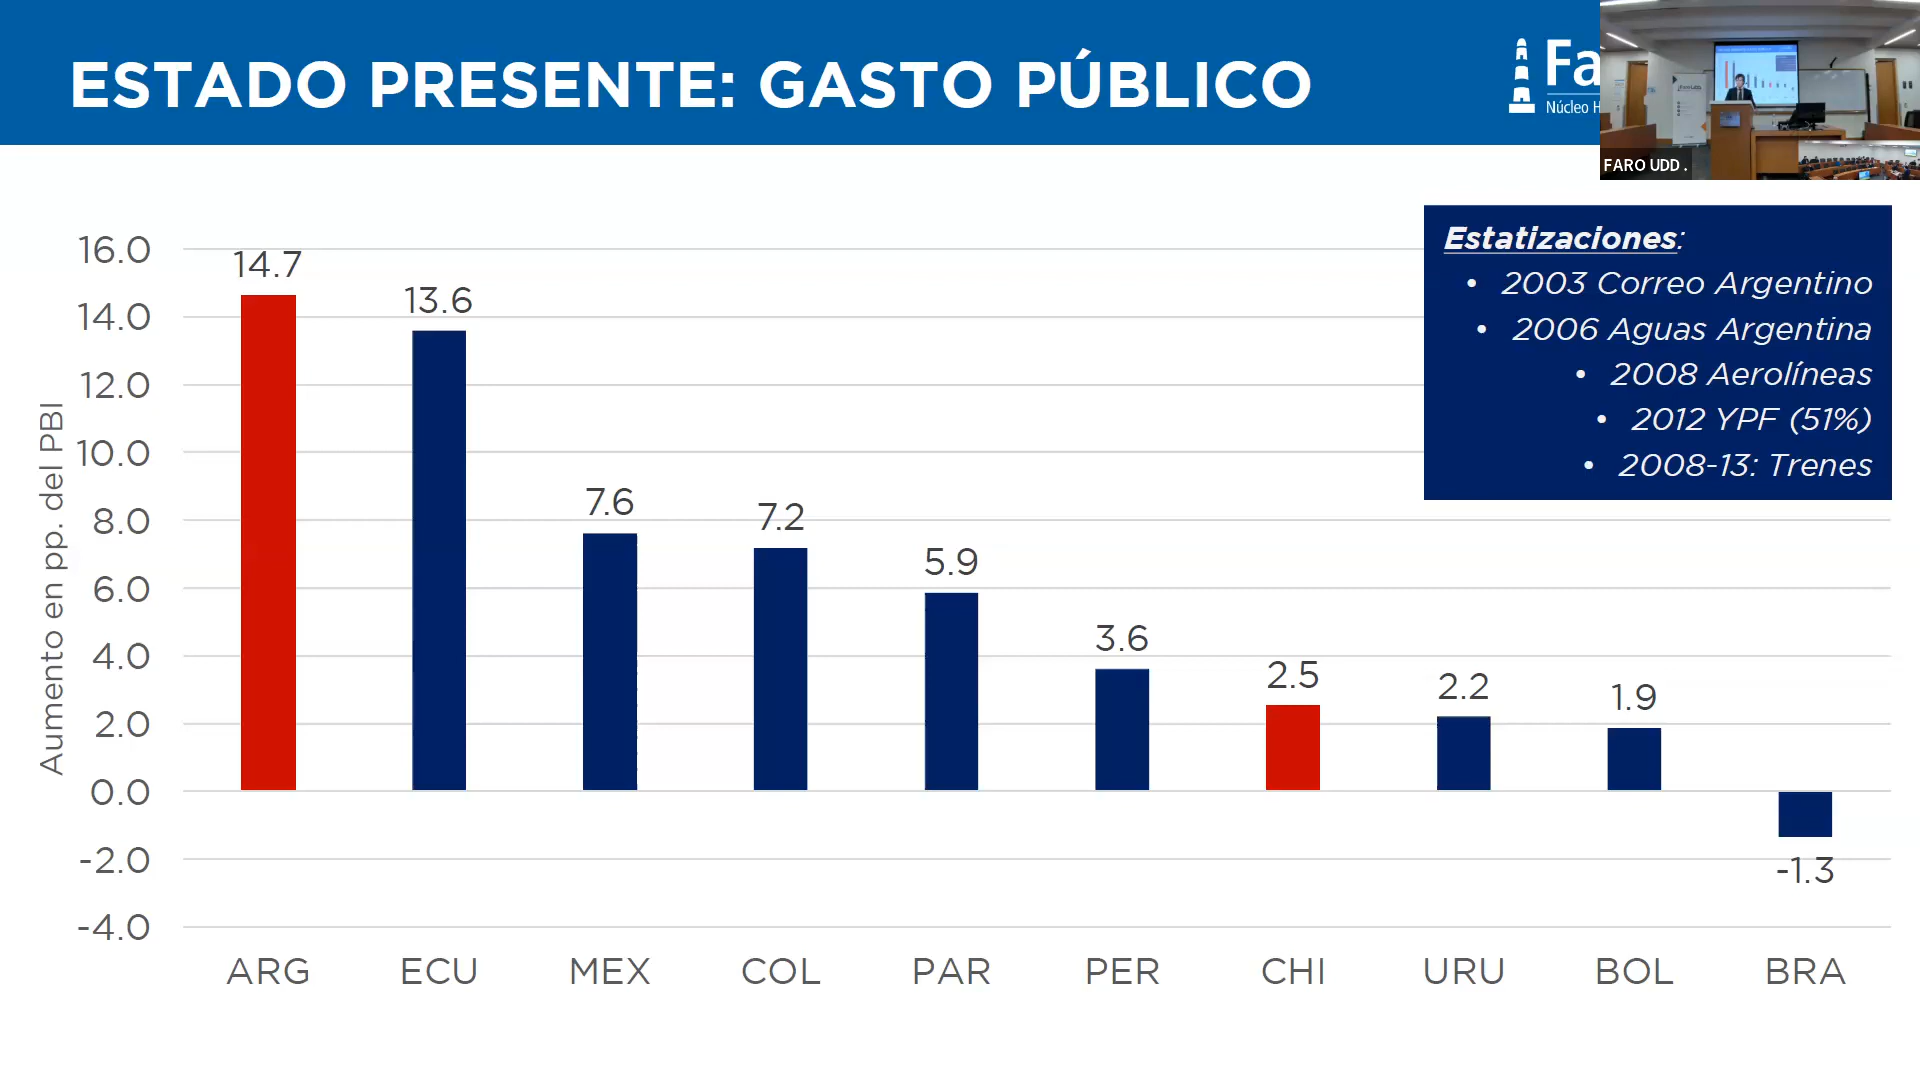 ESTADO PRESENTE: GASTO PÚBLICO
Fa
Núcleo H
FARO UDD .
Estatizaciones:
• 2003 Correo Argentino
• 2006 Aguas Argentina
• 2008 Aerolíneas
• 2012 YPF (51%)
• 2008-13: Trenes
Aumento en pp. del PBI
16.0
14.0
12.0
10.0
8.0
6.0
4.0
2.0
0.0
-2.0
-4.0
14.7
13.6
7.6
7.2
5.9
3.6
2.5
2.2
1.9
-1.3
ARG ECU MEX COL PAR PER CHI URU BOL BRA